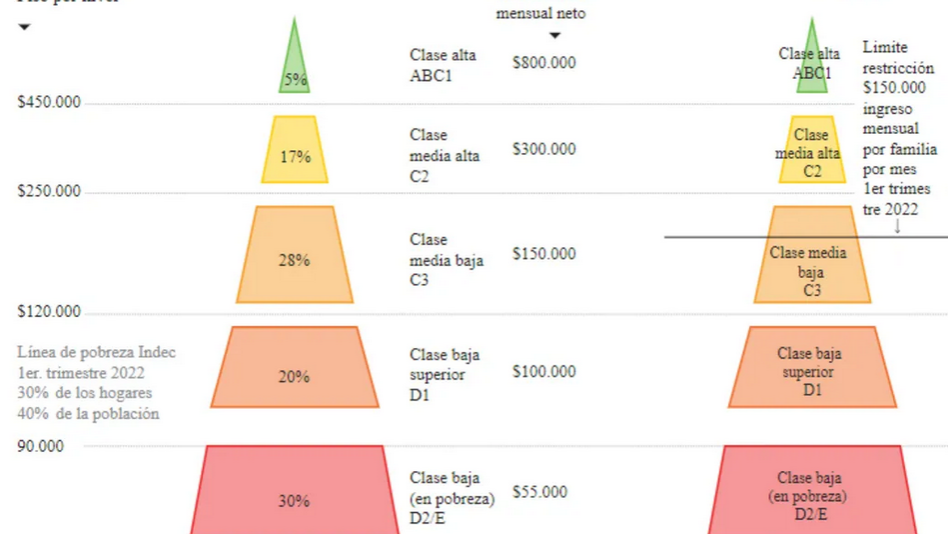 mensual neto
5%
Clase alta
ABC1
$800.000
$450.000
17%
Clase
media alta
C2
$300.000
$250.000
28%
Clase
media baja
C3
$150.000
$120.000
Línea de pobreza Indec
1er. trimestre 2022
30% de los hogares
40% de la población
20%
Clase baja
superior
D1
$100.000
90.000
30%
Clase baja
(en pobreza)
D2/E
$55.000
Clase alta
ABC1
Limite
restricción
$150.000
ingreso
mensual
por familia
por mes
1er trimes
tre 2022
Clase
media alta
C2
Clase media
baja
C3
Clase baja
superior
D1
Clase baja
(en pobreza)
D2/E